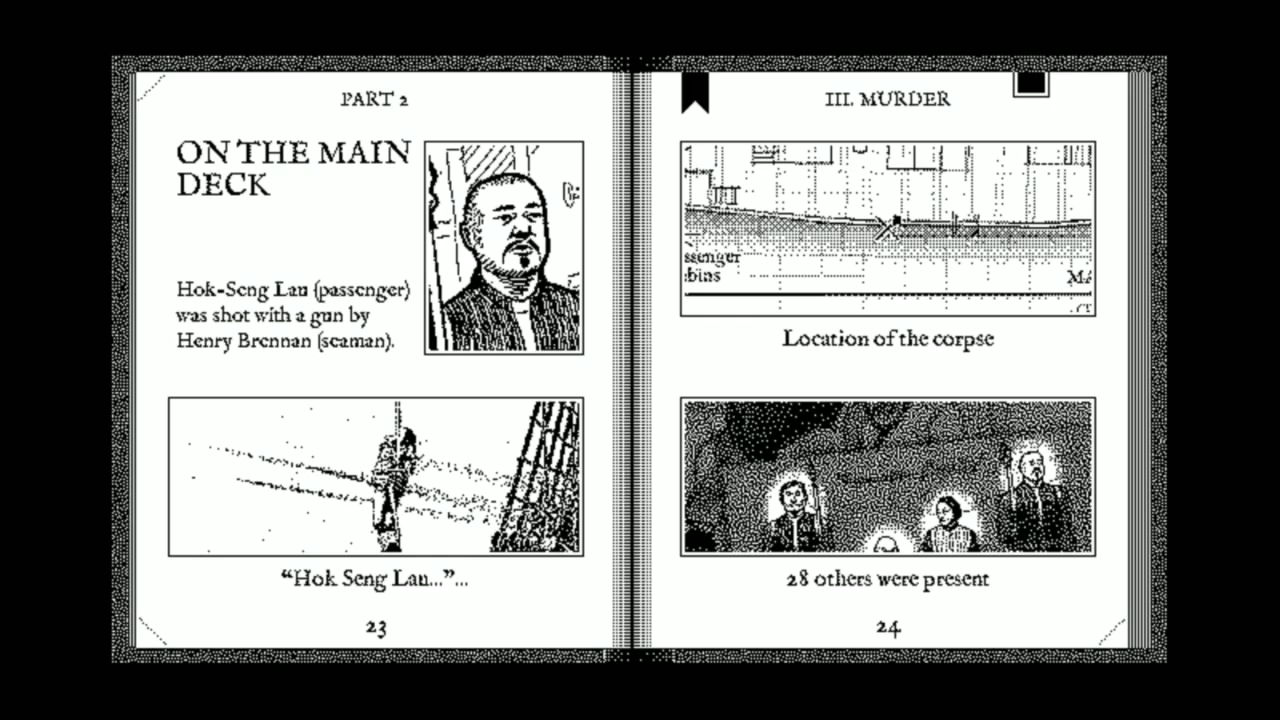 PART 2
ON THE MAIN
DECK
Hok-Seng Lau (passenger)
was shot with a gun by
Henry Brennan (seaman).
“Hok Seng Lau...”...
23
III. MURDER
ssenger
bins
MA
Location of the corpse
28 others were present
24